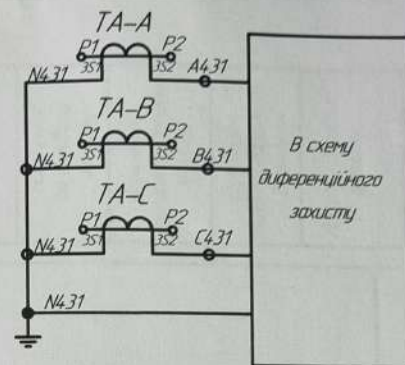 TA-A
P1 P2
N431 3S1 3S2 A431
TA-B
P1 P2
N431 3S1 3S2 B431
TA-C
P1 P2
N431 3S1 3S2 C431
N431
В схему
диференційного
захисту